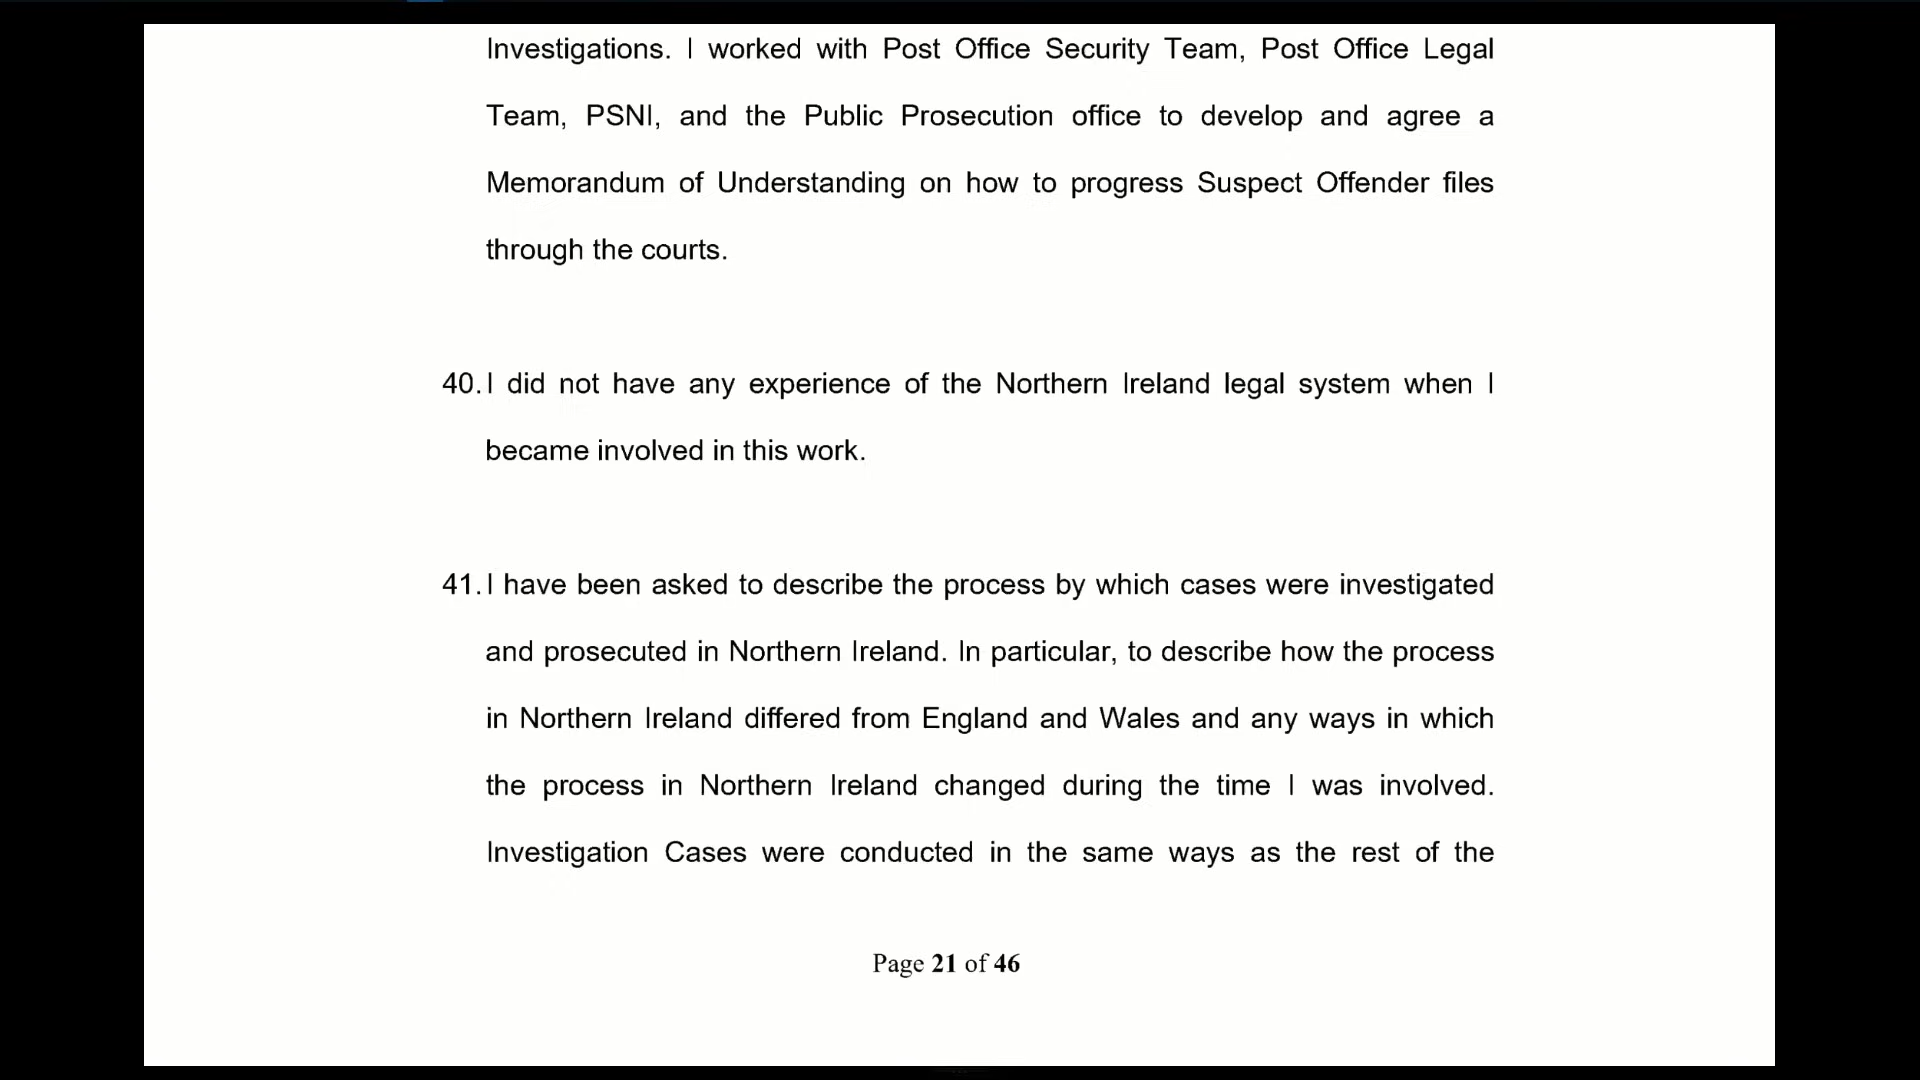 Investigations. I worked with Post Office Security Team, Post Office Legal
Team, PSNI, and the Public Prosecution office to develop and agree a
Memorandum of Understanding on how to progress Suspect Offender files
through the courts.
40. I did not have any experience of the Northern Ireland legal system when I
became involved in this work.
41. I have been asked to describe the process by which cases were investigated
and prosecuted in Northern Ireland. In particular, to describe how the process
in Northern Ireland differed from England and Wales and any ways in which
the process in Northern Ireland changed during the time I was involved.
Investigation Cases were conducted in the same ways as the rest of the
Page 21 of 46